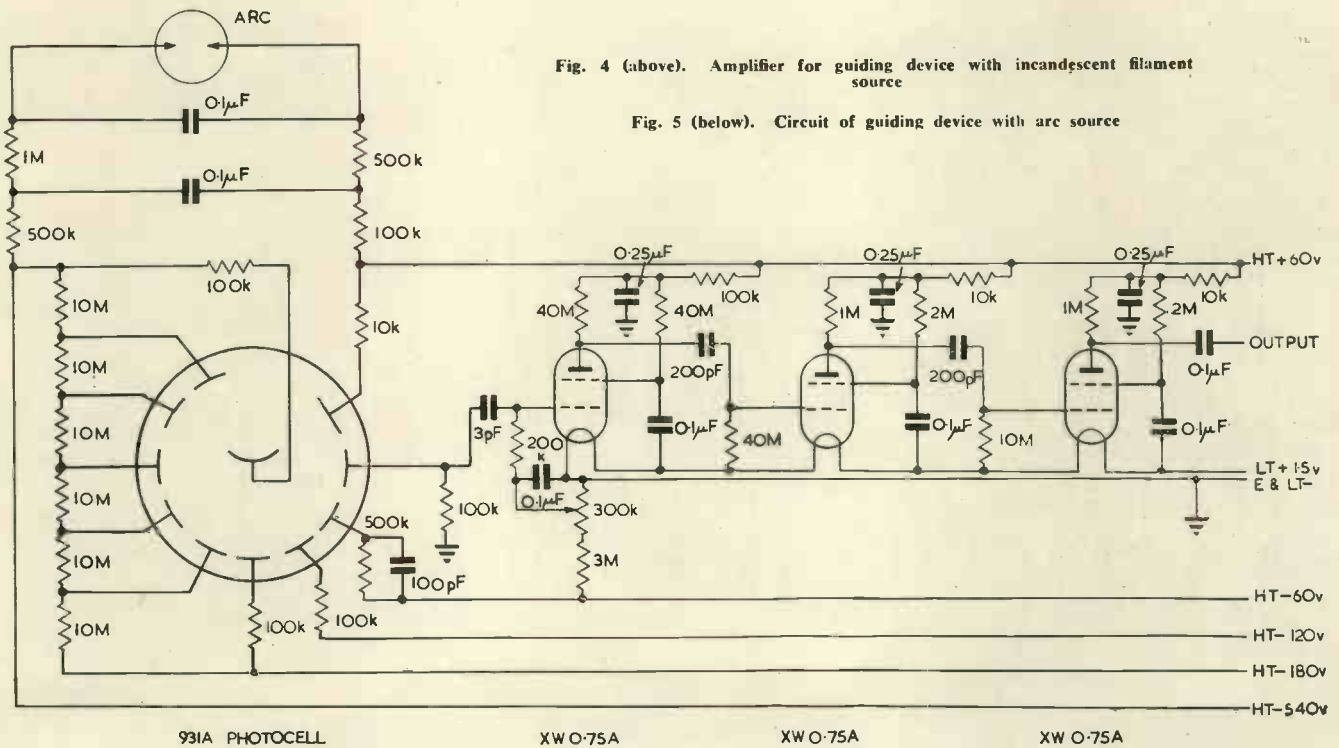 ARC
Fig. 4 (above). Amplifier for guiding device with incandescent filament
source
Fig. 5 (below). Circuit of guiding device with arc source
0·1μF
1M
500k
0·1μF
500k
100k
100k
10M
10k
10M
10M
10M
10M
10M
100k
100k
500k
100pF
100k
3pF
200
k
0·1μF
300k
3M
40M
0·25μF
40M
100k
200pF
0·1μF
40M
1M
0·25μF
2M
10k
200pF
0·1μF
10M
1M
0·25μF
2M
10k
0·1μF
0·1μF
HT+60v
OUTPUT
LT+1·5v
E & LT-
HT-60v
HT-120v
HT-180v
HT-540v
931A PHOTOCELL
XW 0·75A
XW 0·75A
XW 0·75A